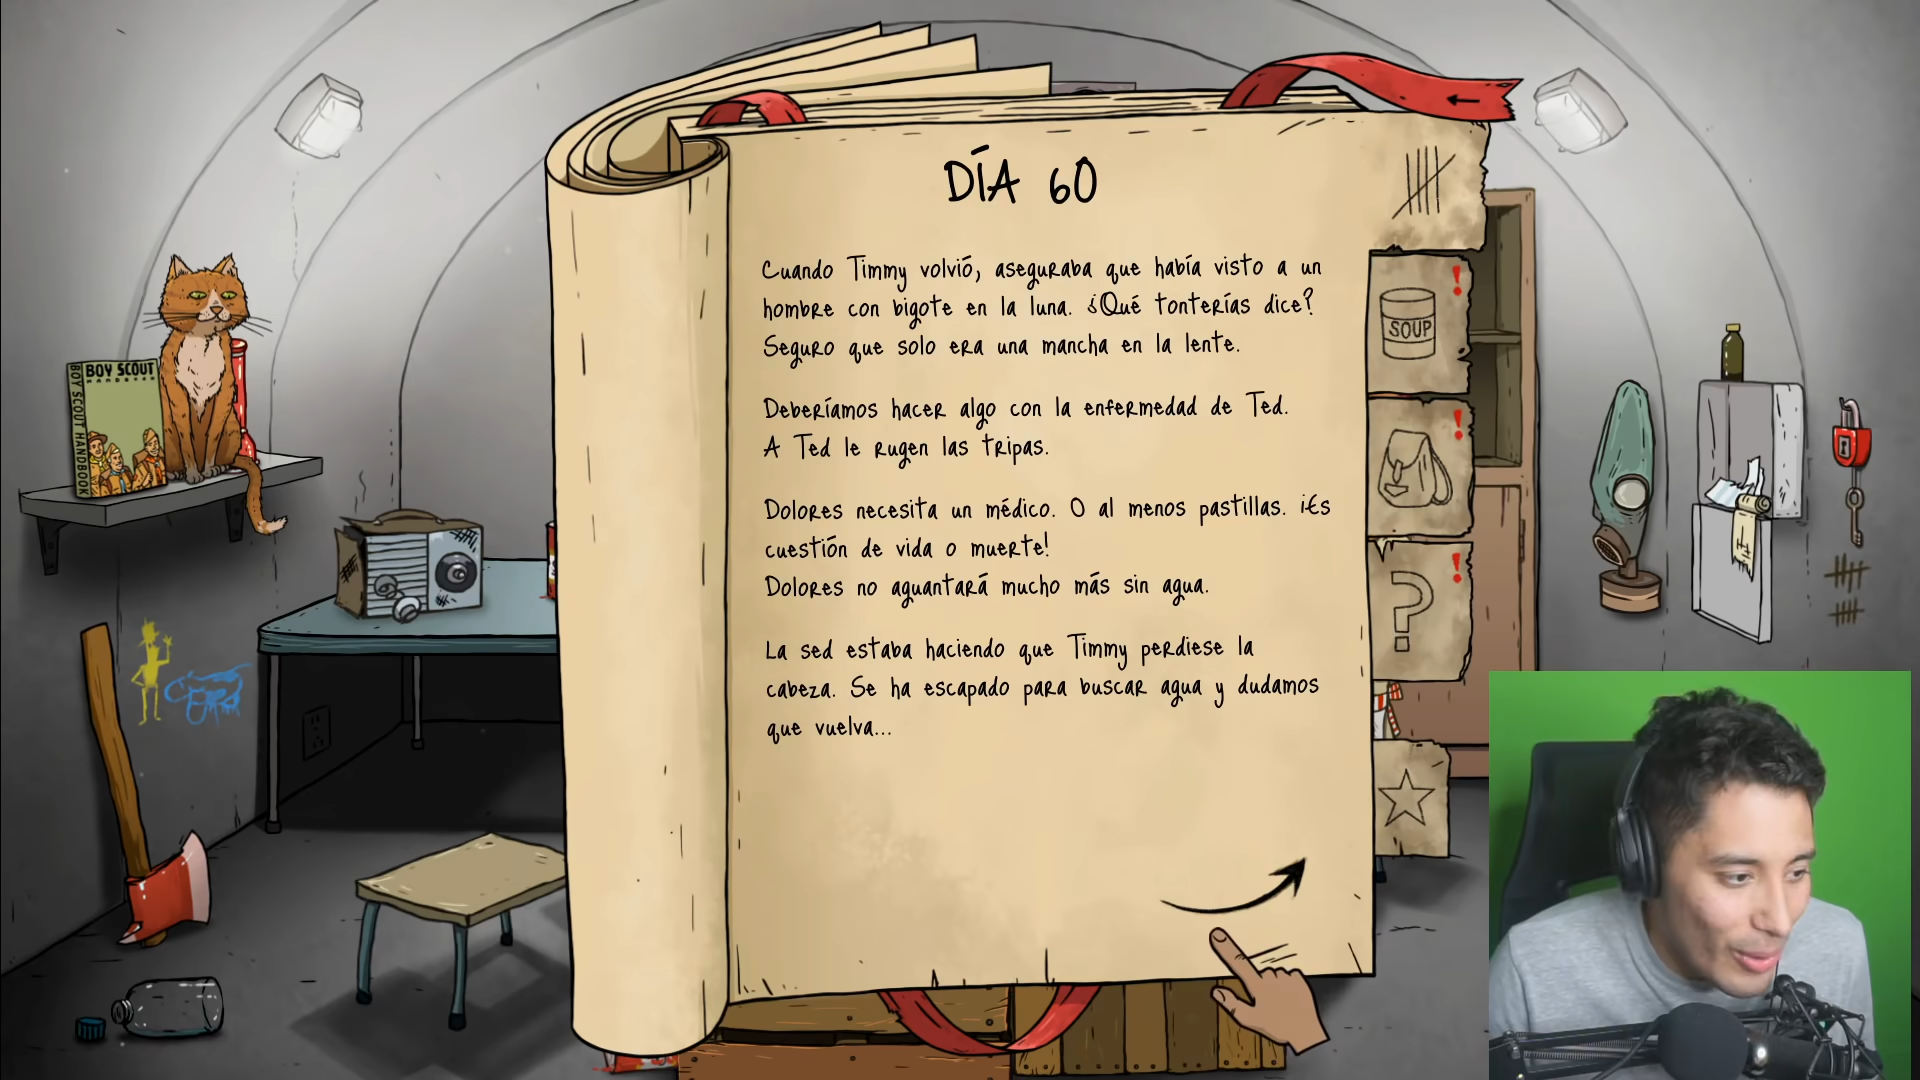 DÍA 60
Cuando Timmy volvió, aseguraba que había visto a un
hombre con bigote en la luna. ¿Qué tonterías dice?
Seguro que solo era una mancha en la lente.
Deberíamos hacer algo con la enfermedad de Ted.
A Ted le rugen las tripas.
Dolores necesita un médico. O al menos pastillas. ¡Es
cuestión de vida o muerte!
Dolores no aguantará mucho más sin agua.
La sed estaba haciendo que Timmy perdiese la
cabeza. Se ha escapado para buscar agua y dudamos
que vuelva...
SOUP
!
!
!
?
BOY SCOUT
HANDBOOK
BOY SCOUT HANDBOOK